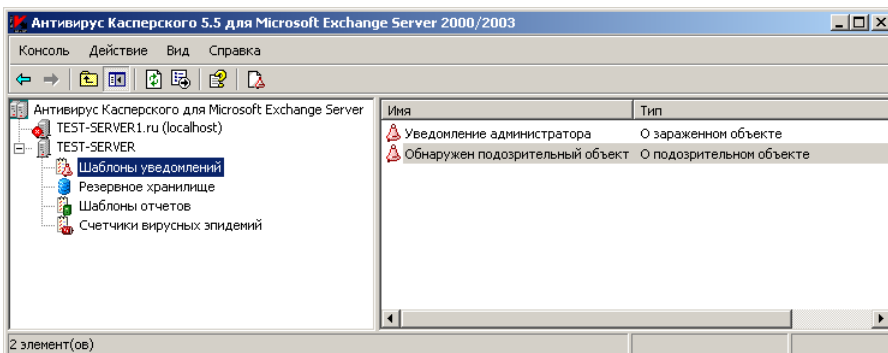 Антивирус Касперского 5.5 для Microsoft Exchange Server 2000/2003
Консоль Действие Вид Справка
Антивирус Касперского для Microsoft Exchange Server
TEST-SERVER1.ru (localhost)
TEST-SERVER
Шаблоны уведомлений
Резервное хранилище
Шаблоны отчетов
Счетчики вирусных эпидемий
Имя Тип
Уведомление администратора О зараженном объекте
Обнаружен подозрительный объект О подозрительном объекте
2 элемент(ов)